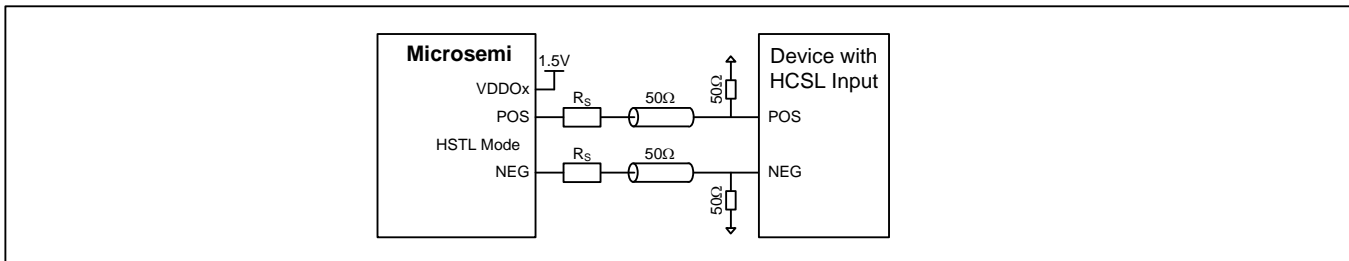 Microsemi
1.5V
VDDOx
POS
HSTL Mode
NEG
RS
50Ω
RS
50Ω
50Ω
50Ω
Device with
HCSL Input
POS
NEG